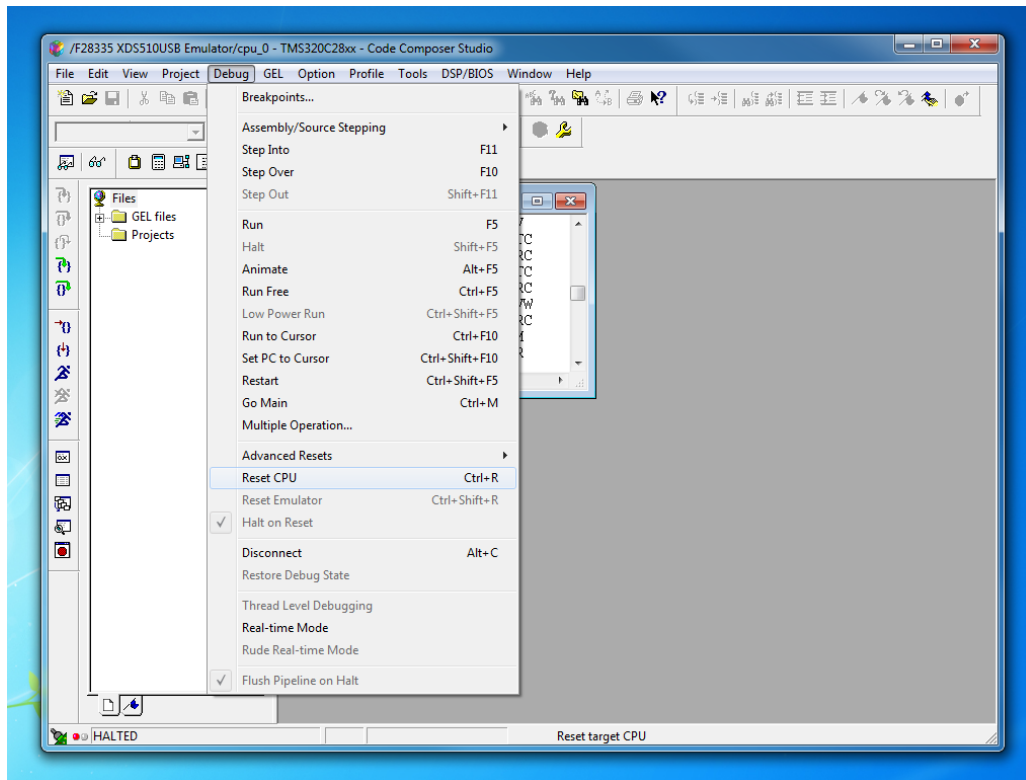 /F28335 XDS510USB Emulator/cpu_0 - TMS320C28xx - Code Composer Studio
File Edit View Project Debug GEL Option Profile Tools DSP/BIOS Window Help
Files
GEL files
Projects
Breakpoints...
Assembly/Source Stepping
Step Into F11
Step Over F10
Step Out Shift+F11
Run F5
Halt Shift+F5
Animate Alt+F5
Run Free Ctrl+F5
Low Power Run Ctrl+Shift+F5
Run to Cursor Ctrl+F10
Set PC to Cursor Ctrl+Shift+F10
Restart Ctrl+Shift+F5
Go Main Ctrl+M
Multiple Operation...
Advanced Resets
Reset CPU Ctrl+R
Reset Emulator Ctrl+Shift+R
Halt on Reset
Disconnect Alt+C
Restore Debug State
Thread Level Debugging
Real-time Mode
Rude Real-time Mode
Flush Pipeline on Halt
HALTED Reset target CPU